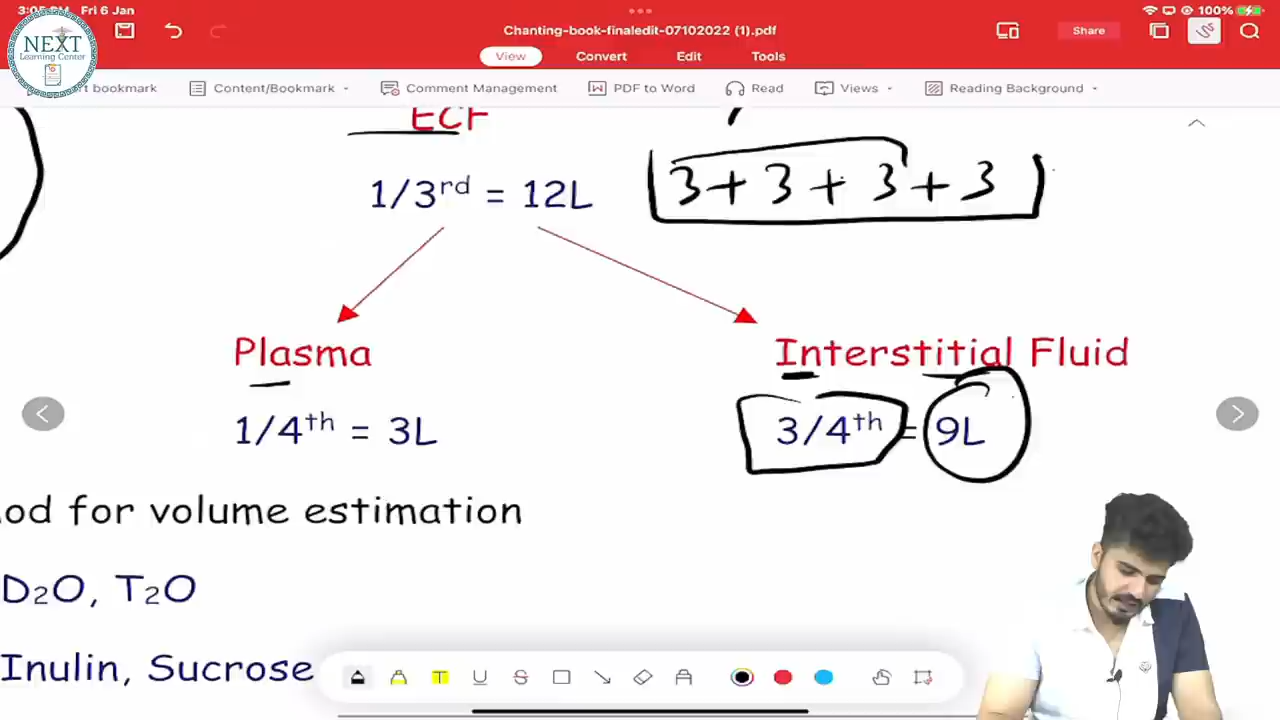 3:05 PM Fri 6 Jan
100%
NEXT
Learning Center
Chanting-book-finaledit-07102022 (1).pdf
Share
View Convert Edit Tools
bookmark Content/Bookmark Comment Management PDF to Word Read Views Reading Background
ECF
1/3rd = 12L
3 + 3 + 3 + 3
Plasma Interstitial Fluid
1/4th = 3L 3/4th = 9L
for volume estimation
D₂O, T₂O
Inulin, Sucrose